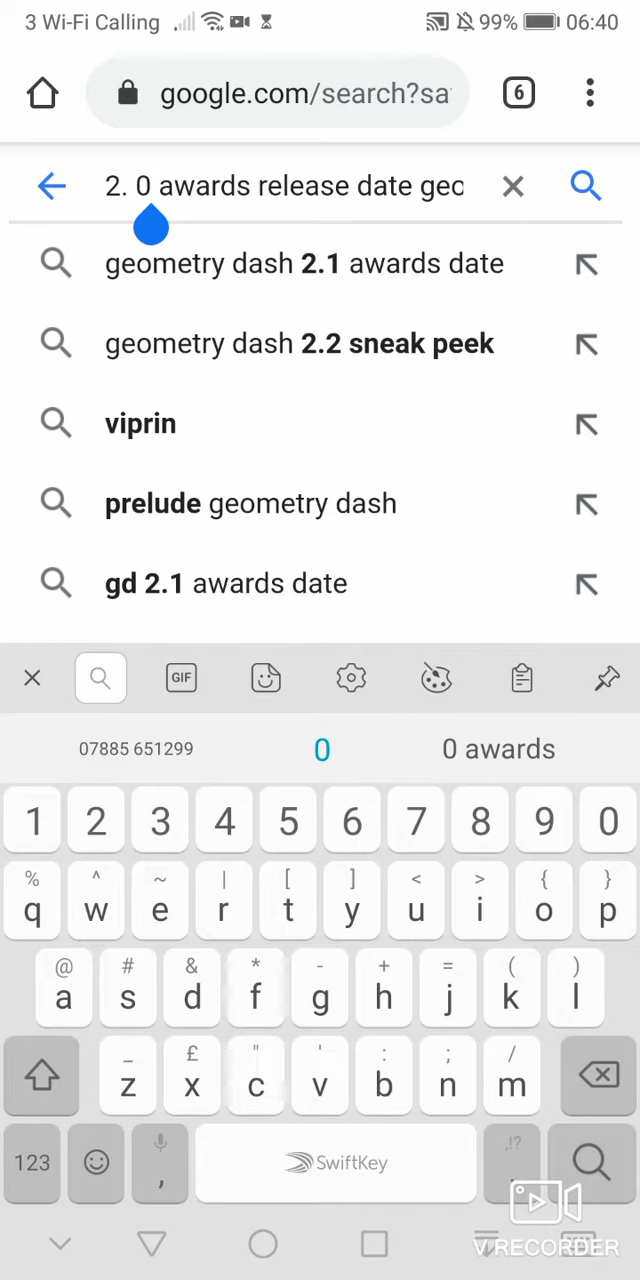 3 Wi-Fi Calling 99% 06:40
google.com/search?sa 6
2. 0 awards release date geo
geometry dash 2.1 awards date
geometry dash 2.2 sneak peek
viprin
prelude geometry dash
gd 2.1 awards date
GIF
07885 651299 0 0 awards
1 2 3 4 5 6 7 8 9 0
% ^ ~ | [ ] < > { }
q w e r t y u i o p
@ # & * - + = ( )
a s d f g h j k l
_ £ " ' : ; /
z x c v b n m
,!?
123 , SwiftKey .
V.RECORDER